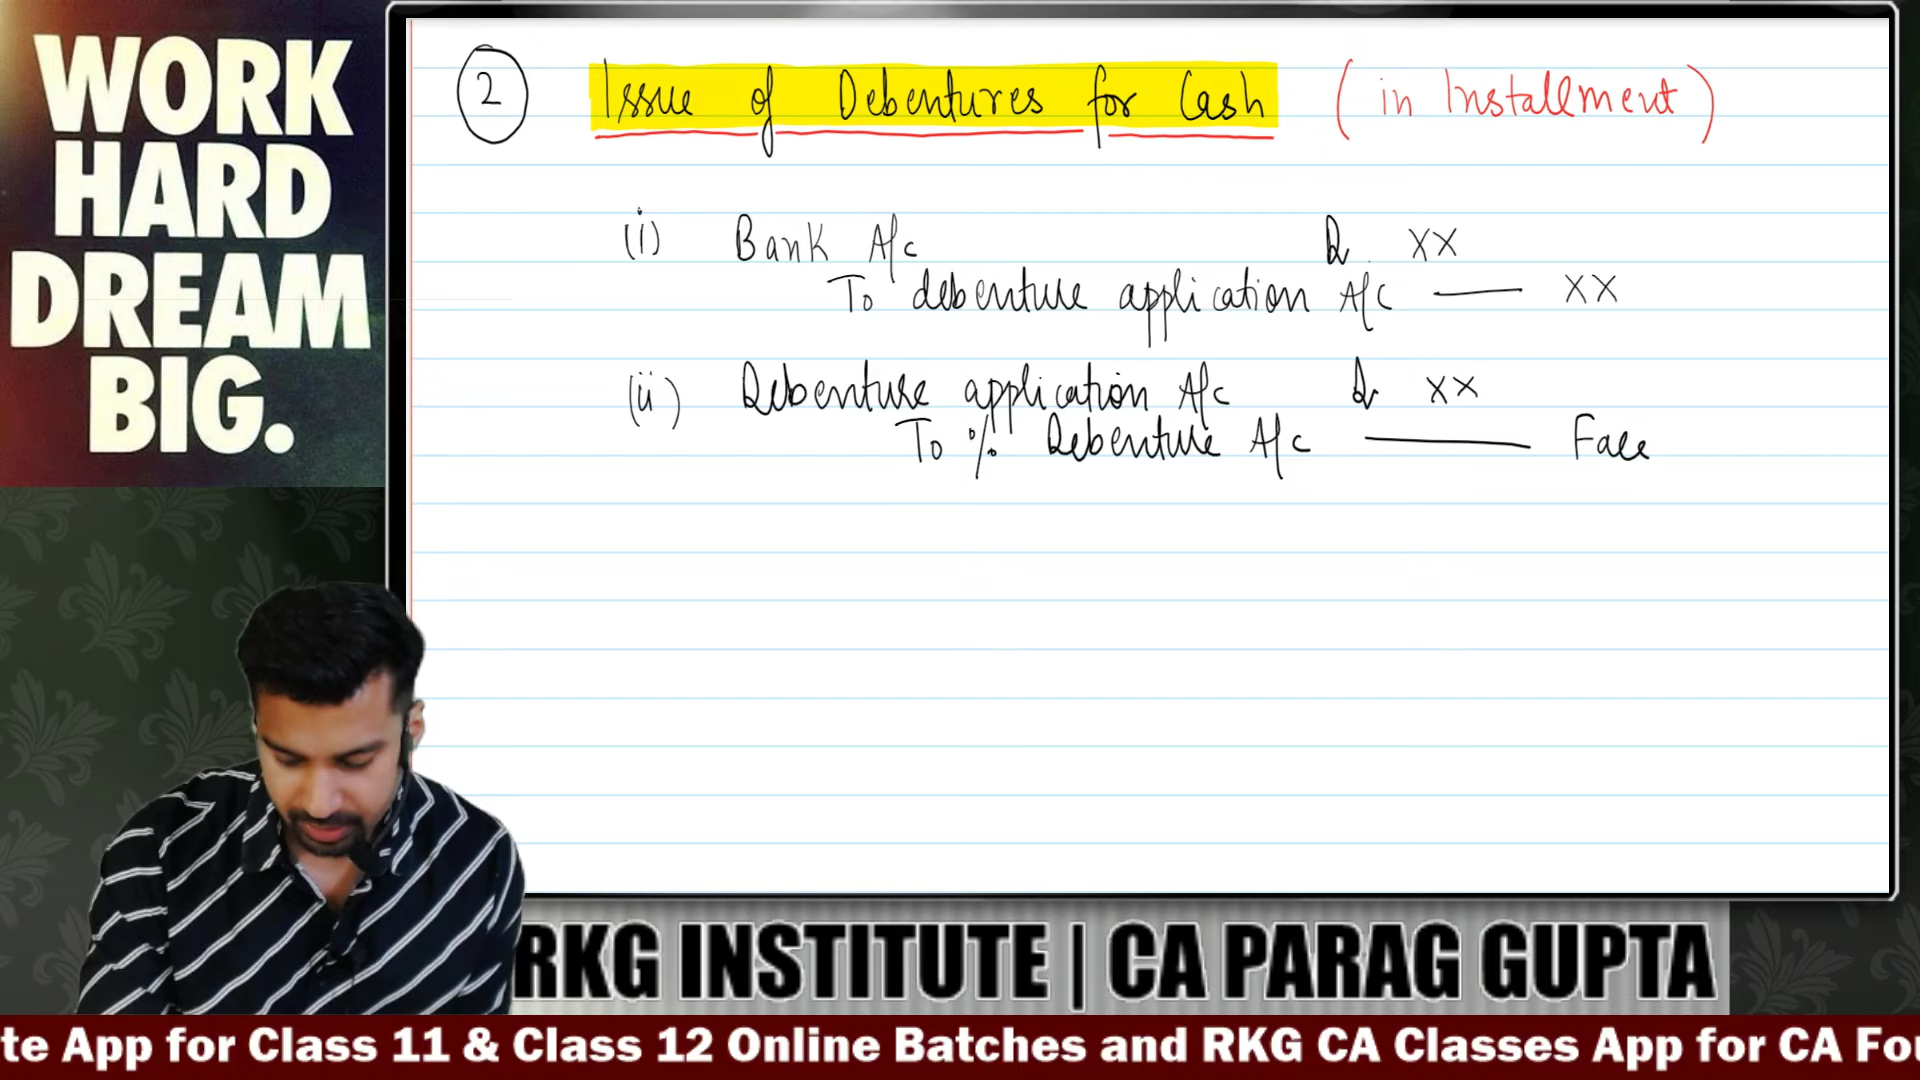 WORK
HARD
DREAM
BIG.
2 Issue of Debentures for Cash (in Installment)
(i) Bank A/c Dr. XX
To debenture application A/c —— XX
(ii) Debenture application A/c Dr XX
To % Debenture A/c ——— Face
RKG INSTITUTE | CA PARAG GUPTA
te App for Class 11 & Class 12 Online Batches and RKG CA Classes App for CA Fou